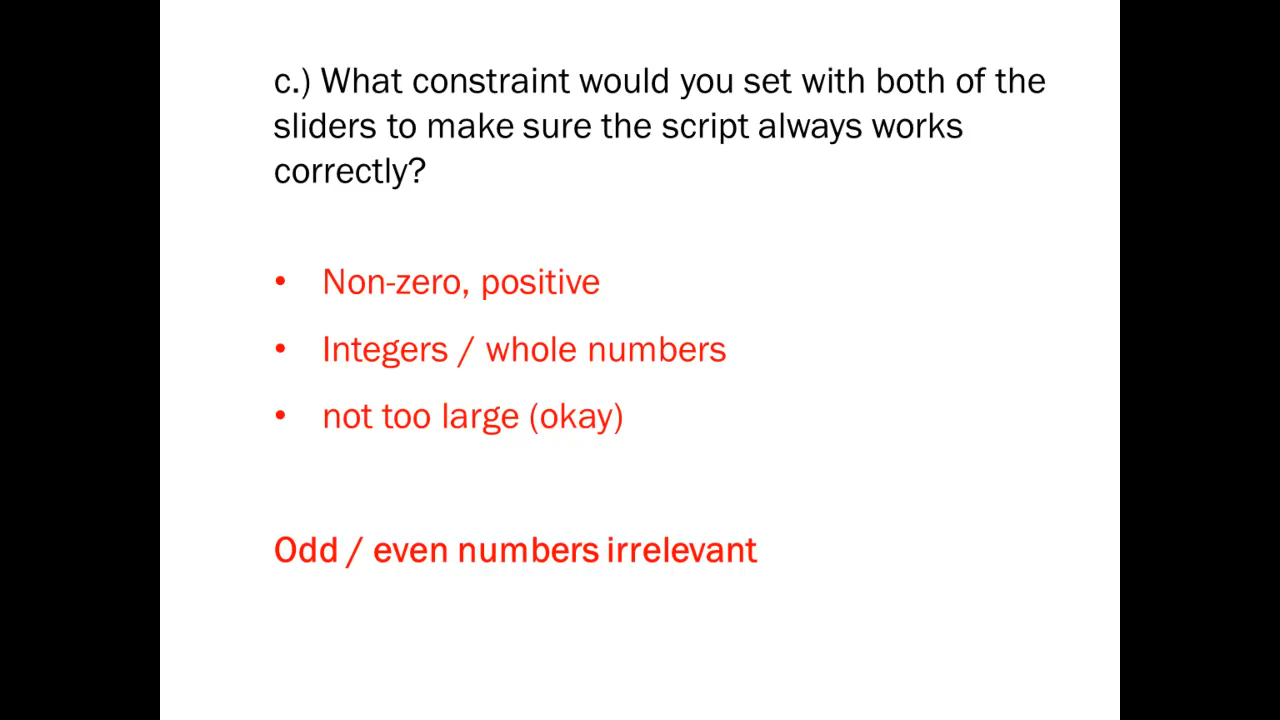 c.) What constraint would you set with both of the
sliders to make sure the script always works
correctly?
• Non-zero, positive
• Integers / whole numbers
• not too large (okay)
Odd / even numbers irrelevant